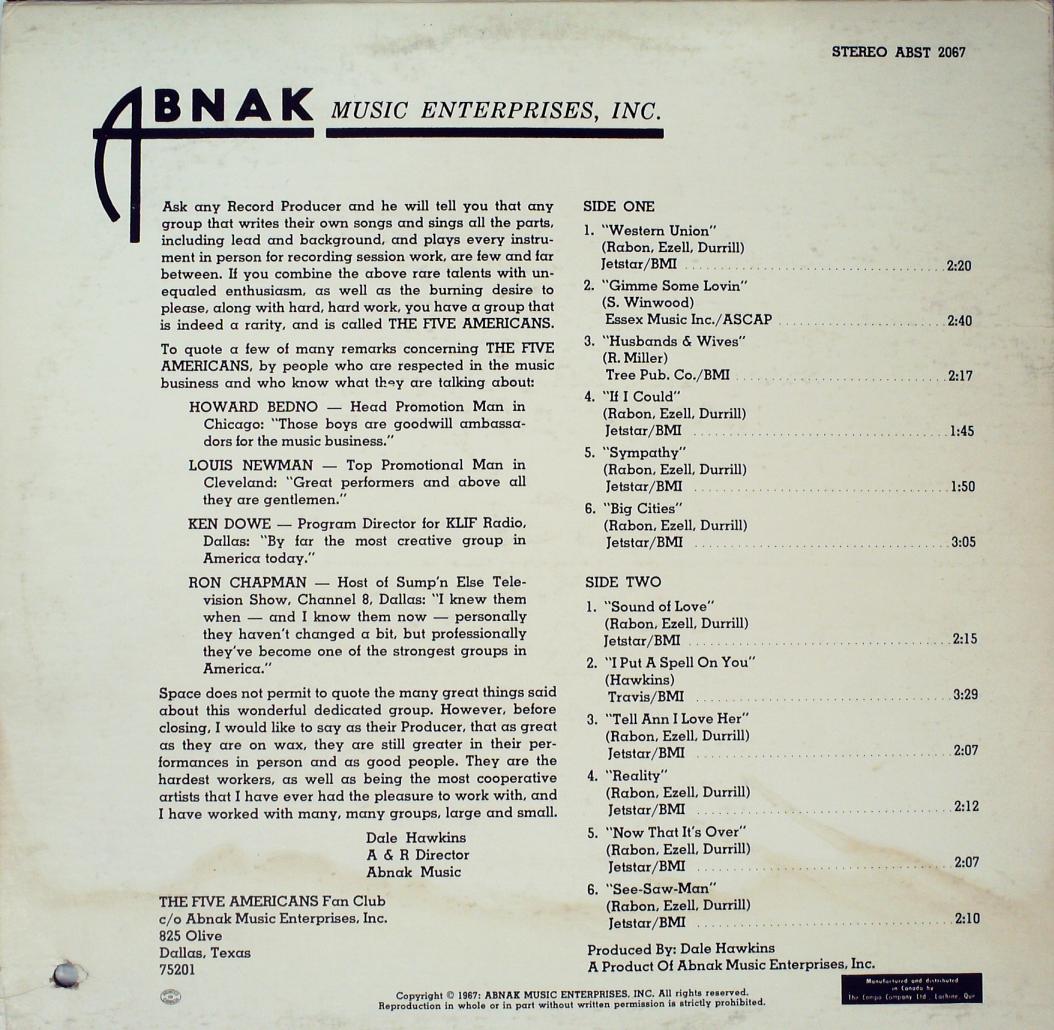 STEREO ABST 2067
ABNAK MUSIC ENTERPRISES, INC.
Ask any Record Producer and he will tell you that any
group that writes their own songs and sings all the parts,
including lead and background, and plays every instru-
ment in person for recording session work, are few and far
between. If you combine the above rare talents with un-
equaled enthusiasm, as well as the burning desire to
please, along with hard, hard work, you have a group that
is indeed a rarity, and is called THE FIVE AMERICANS.
To quote a few of many remarks concerning THE FIVE
AMERICANS, by people who are respected in the music
business and who know what they are talking about:
HOWARD BEDNO — Head Promotion Man in
Chicago: "Those boys are goodwill ambassa-
dors for the music business."
LOUIS NEWMAN — Top Promotional Man in
Cleveland: "Great performers and above all
they are gentlemen."
KEN DOWE — Program Director for KLIF Radio,
Dallas: "By far the most creative group in
America today."
RON CHAPMAN — Host of Sump'n Else Tele-
vision Show, Channel 8, Dallas: "I knew them
when — and I know them now — personally
they haven't changed a bit, but professionally
they've become one of the strongest groups in
America."
Space does not permit to quote the many great things said
about this wonderful dedicated group. However, before
closing, I would like to say as their Producer, that as great
as they are on wax, they are still greater in their per-
formances in person and as good people. They are the
hardest workers, as well as being the most cooperative
artists that I have ever had the pleasure to work with, and
I have worked with many, many groups, large and small.
Dale Hawkins
A & R Director
Abnak Music
THE FIVE AMERICANS Fan Club
c/o Abnak Music Enterprises, Inc.
825 Olive
Dallas, Texas
75201
SIDE ONE
1. "Western Union"
(Rabon, Ezell, Durrill)
Jetstar/BMI 2:20
2. "Gimme Some Lovin"
(S. Winwood)
Essex Music Inc./ASCAP 2:40
3. "Husbands & Wives"
(R. Miller)
Tree Pub. Co./BMI 2:17
4. "If I Could"
(Rabon, Ezell, Durrill)
Jetstar/BMI 1:45
5. "Sympathy"
(Rabon, Ezell, Durrill)
Jetstar/BMI 1:50
6. "Big Cities"
(Rabon, Ezell, Durrill)
Jetstar/BMI 3:05
SIDE TWO
1. "Sound of Love"
(Rabon, Ezell, Durrill)
Jetstar/BMI 2:15
2. "I Put A Spell On You"
(Hawkins)
Travis/BMI 3:29
3. "Tell Ann I Love Her"
(Rabon, Ezell, Durrill)
Jetstar/BMI 2:07
4. "Reality"
(Rabon, Ezell, Durrill)
Jetstar/BMI 2:12
5. "Now That It's Over"
(Rabon, Ezell, Durrill)
Jetstar/BMI 2:07
6. "See-Saw-Man"
(Rabon, Ezell, Durrill)
Jetstar/BMI 2:10
Produced By: Dale Hawkins
A Product Of Abnak Music Enterprises, Inc.
Manufactured and distributed
in Canada by
The Compo Company Ltd., Lachine, Que
Copyright © 1967: ABNAK MUSIC ENTERPRISES, INC. All rights reserved.
Reproduction in whole or in part without written permission is strictly prohibited.